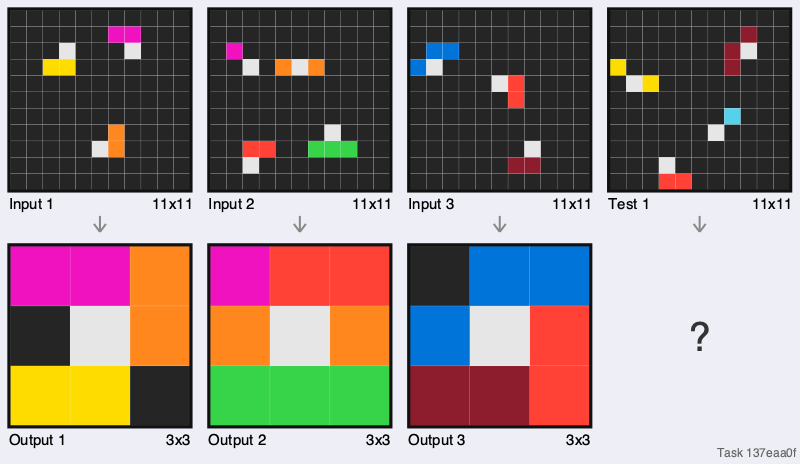 Input 1 11x11
Input 2 11x11
Input 3 11x11
Test 1 11x11
?
Output 1 3x3
Output 2 3x3
Output 3 3x3
Task 137eaa0f